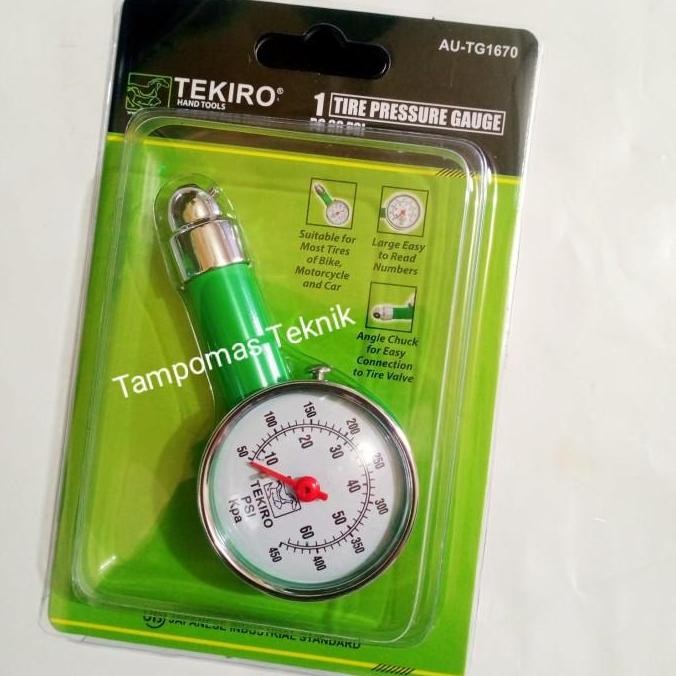 AU-TG1670
TEKIRO®
HAND TOOLS
1 TIRE PRESSURE GAUGE
Suitable for
Most Tires
of Bike,
Motorcycle
and Car
Large Easy
to Read
Numbers
Angle Chuck
for Easy
Connection
to Tire Valve
Tampomas Teknik
50
100
150
200
250
300
350
400
450
10
20
30
40
50
60
TEKIRO
PSI
Kpa
JIS JAPANESE INDUSTRIAL STANDARD